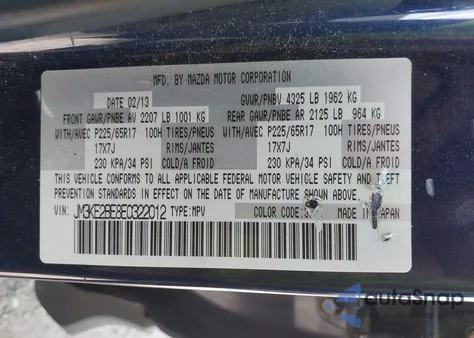 MFD. BY MAZDA MOTOR CORPORATION
DATE 02/13 GVWR/PNBV 4325 LB 1962 KG
FRONT GAWR/PNBE AV 2207 LB 1001 KG REAR GAWR/PNBE AR 2125 LB 964 KG
WITH/AVEC P225/65R17 100H TIRES/PNEUS WITH/AVEC P225/65R17 100H TIRES/PNEUS
17X7J RIMS/JANTES 17X7J RIMS/JANTES
230 KPA/34 PSI COLD/A FROID 230 KPA/34 PSI COLD/A FROID
THIS VEHICLE CONFORMS TO ALL APPLICABLE FEDERAL MOTOR VEHICLE SAFETY, BUMPER, AND THEFT
PREVENTION STANDARDS IN EFFECT ON THE DATE OF MANUFACTURE SHOWN ABOVE.
VIN: JM3KE2BE8E0322012 TYPE:MPV COLOR CODE: MADE IN JAPAN
autoSnap